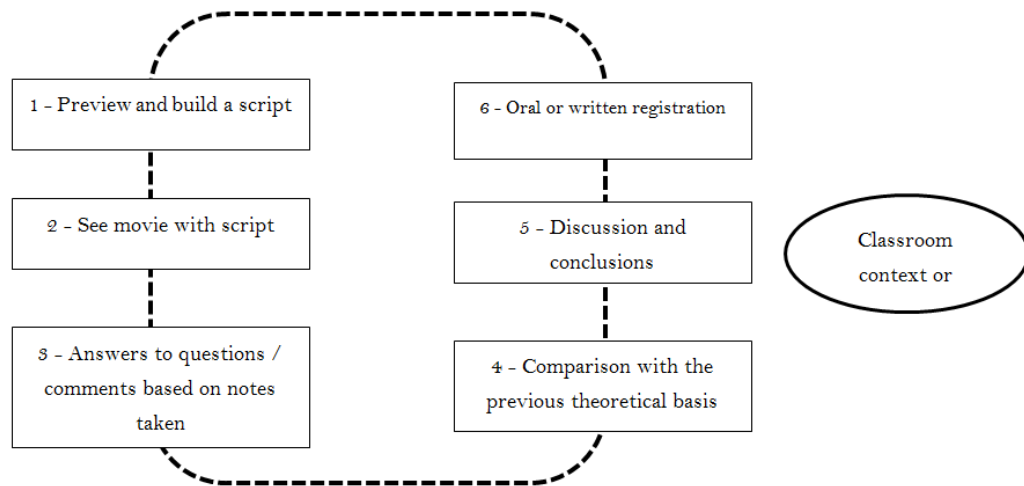 1 - Preview and build a script
2 - See movie with script
3 - Answers to questions /
comments based on notes
taken
4 - Comparison with the
previous theoretical basis
5 - Discussion and
conclusions
6 - Oral or written registration
Classroom
context or